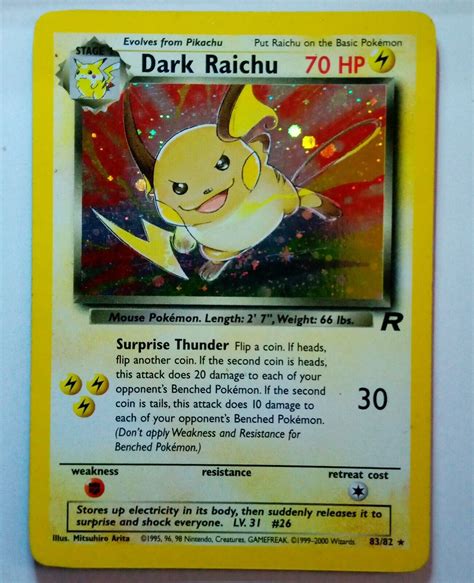 Evolves from Pikachu Put Raichu on the Basic Pokémon
STAGE 1
Dark Raichu 70 HP
Mouse Pokémon. Length: 2' 7", Weight: 66 lbs.
R
Surprise Thunder Flip a coin. If heads,
flip another coin. If the second coin is heads,
this attack does 20 damage to each of your
opponent's Benched Pokémon. If the second
coin is tails, this attack does 10 damage to
each of your opponent's Benched Pokémon.
(Don't apply Weakness and Resistance for
Benched Pokémon.)
30
weakness resistance retreat cost
Stores up electricity in its body, then suddenly releases it to
surprise and shock everyone. LV. 31 #26
Illus. Mitsuhiro Arita ©1995, 96, 98 Nintendo, Creatures, GAMEFREAK. ©1999-2000 Wizards. 83/82 ★